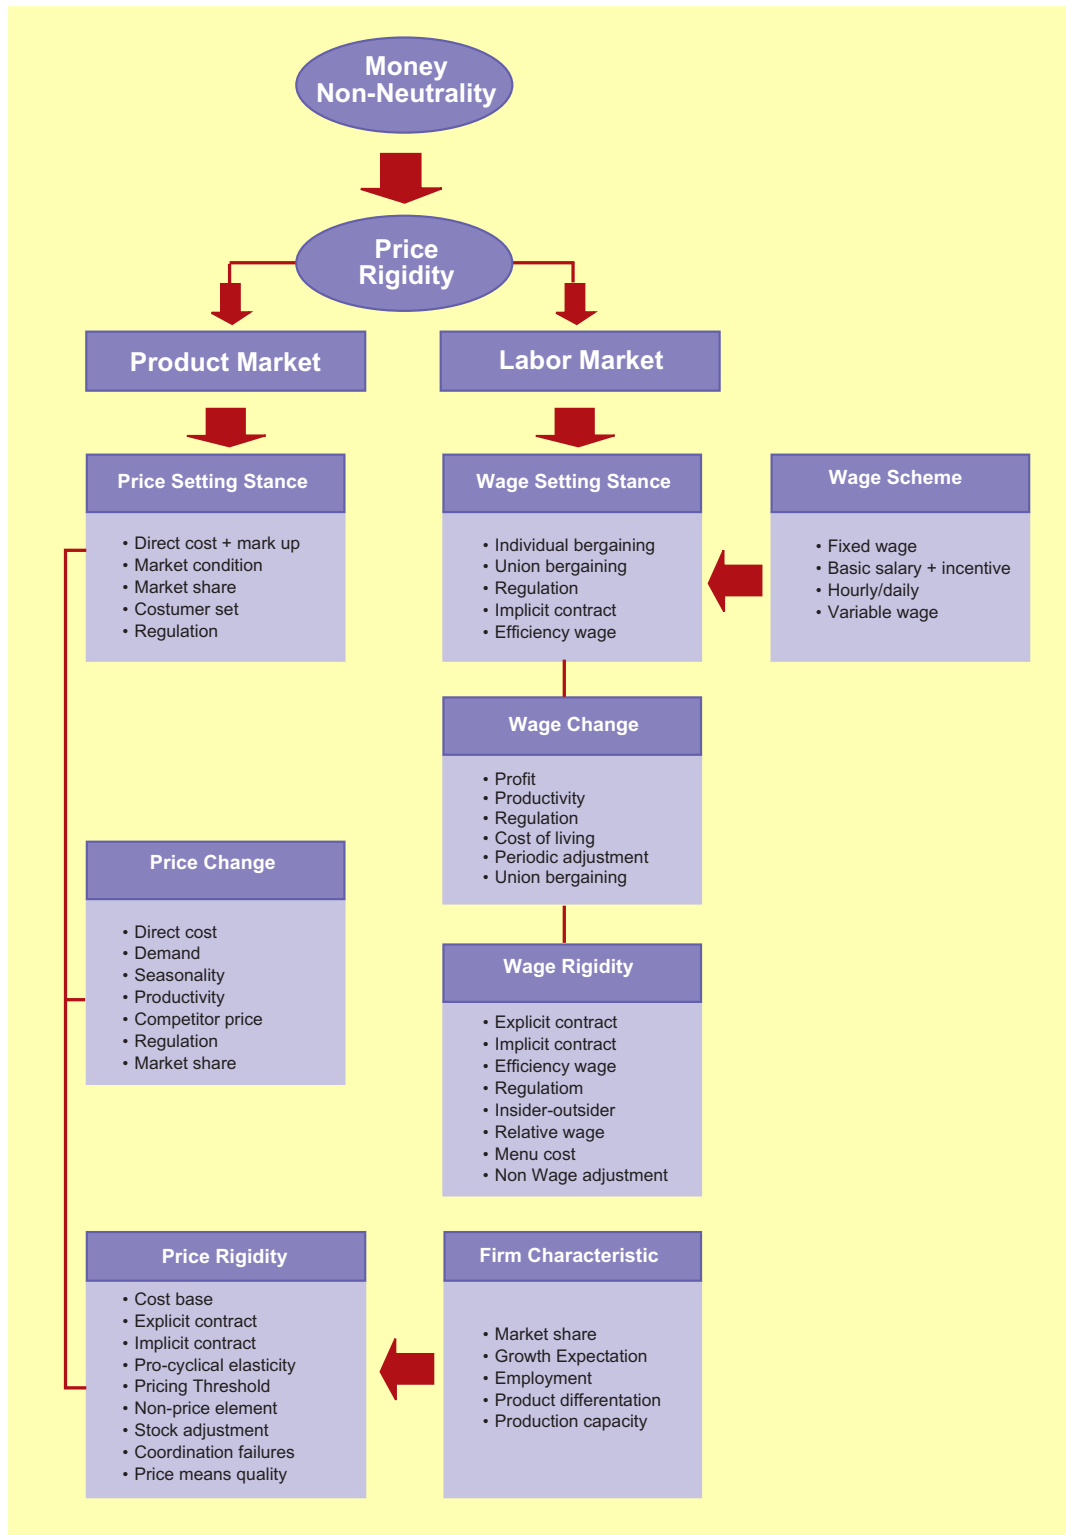 Money
Non-Neutrality
Price
Rigidity
Product Market
Labor Market
Price Setting Stance
• Direct cost + mark up
• Market condition
• Market share
• Costumer set
• Regulation
Wage Setting Stance
• Individual bergaining
• Union bergaining
• Regulation
• Implicit contract
• Efficiency wage
Wage Scheme
• Fixed wage
• Basic salary + incentive
• Hourly/daily
• Variable wage
Wage Change
• Profit
• Productivity
• Regulation
• Cost of living
• Periodic adjustment
• Union bergaining
Price Change
• Direct cost
• Demand
• Seasonality
• Productivity
• Competitor price
• Regulation
• Market share
Wage Rigidity
• Explicit contract
• Implicit contract
• Efficiency wage
• Regulatiom
• Insider-outsider
• Relative wage
• Menu cost
• Non Wage adjustment
Price Rigidity
• Cost base
• Explicit contract
• Implicit contract
• Pro-cyclical elasticity
• Pricing Threshold
• Non-price element
• Stock adjustment
• Coordination failures
• Price means quality
Firm Characteristic
• Market share
• Growth Expectation
• Employment
• Product differentation
• Production capacity